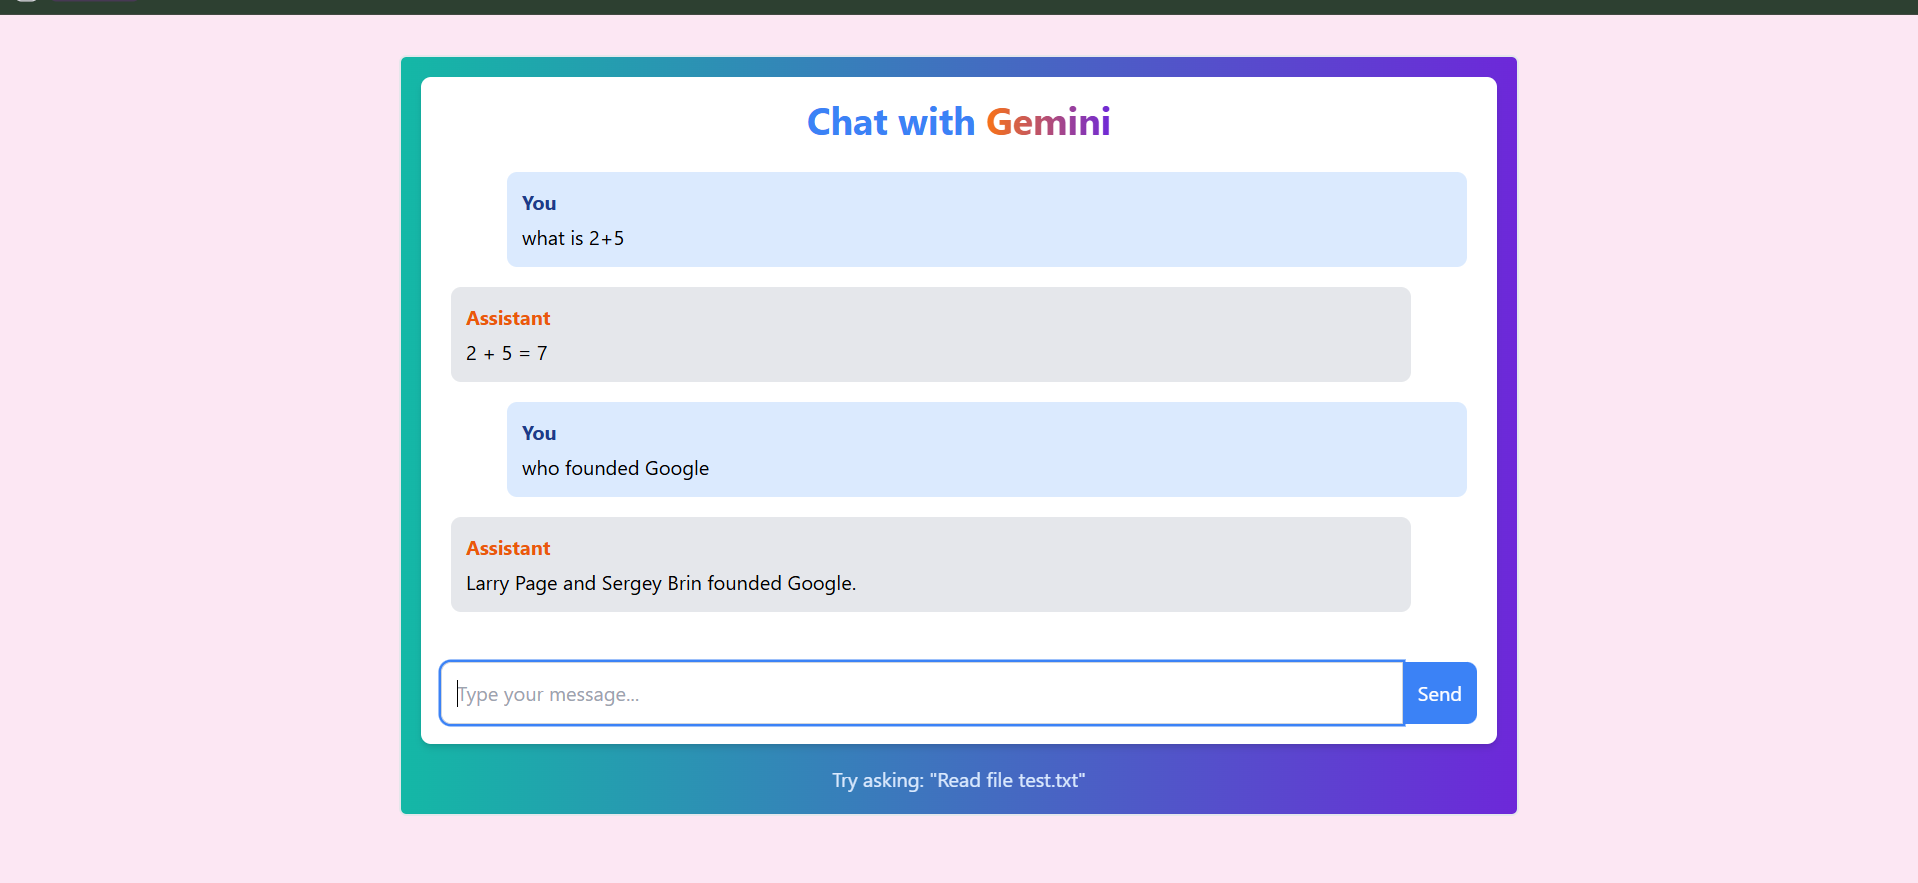 Chat with Gemini
You
what is 2+5
Assistant
2 + 5 = 7
You
who founded Google
Assistant
Larry Page and Sergey Brin founded Google.
Type your message...
Send
Try asking: "Read file test.txt"